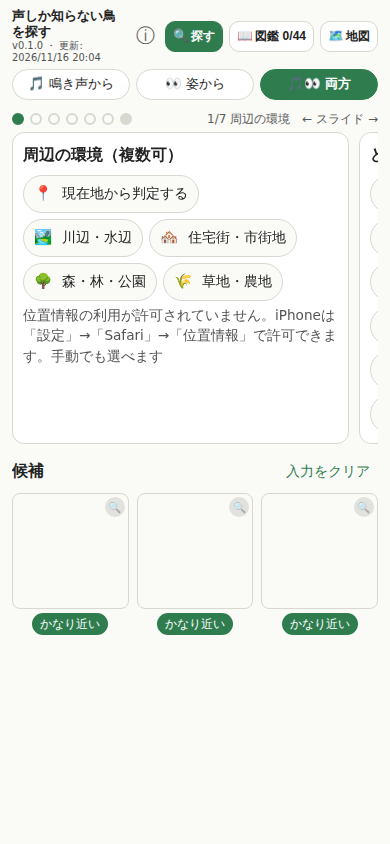 声しか知らない鳥
を探す
v0.1.0 ・ 更新:
2026/11/16 20:04
ⓘ
🔍 探す
📖 図鑑 0/44
🗺️ 地図
🎵 鳴き声から
👀 姿から
🎵👀 両方
1/7 周辺の環境 ← スライド →
周辺の環境（複数可）
📍 現在地から判定する
🏞️ 川辺・水辺
🏘️ 住宅街・市街地
🌳 森・林・公園
🌾 草地・農地
位置情報の利用が許可されていません。iPhoneは
「設定」→「Safari」→「位置情報」で許可できま
す。手動でも選べます
候補
入力をクリア
かなり近い
かなり近い
かなり近い